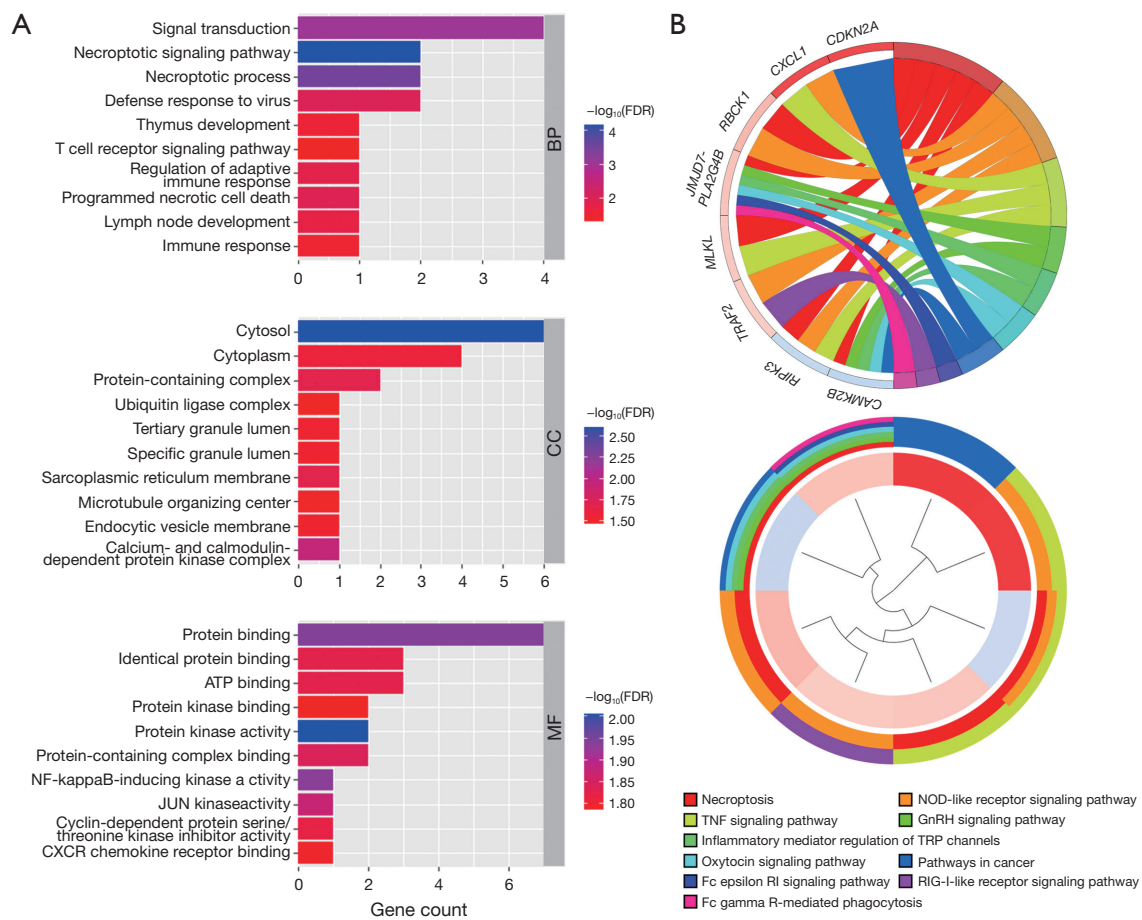 A
Signal transduction
Necroptotic signaling pathway
Necroptotic process
Defense response to virus
Thymus development
T cell receptor signaling pathway
Regulation of adaptive
immune response
Programmed necrotic cell death
Lymph node development
Immune response
0 1 2 3 4
BP
−log10(FDR)
4
3
2
Cytosol
Cytoplasm
Protein-containing complex
Ubiquitin ligase complex
Tertiary granule lumen
Specific granule lumen
Sarcoplasmic reticulum membrane
Microtubule organizing center
Endocytic vesicle membrane
Calcium- and calmodulin-
dependent protein kinase complex
0 1 2 3 4 5 6
CC
−log10(FDR)
2.50
2.25
2.00
1.75
1.50
Protein binding
Identical protein binding
ATP binding
Protein kinase binding
Protein kinase activity
Protein-containing complex binding
NF-kappaB-inducing kinase a ctivity
JUN kinaseactivity
Cyclin-dependent protein serine/
threonine kinase inhibitor activity
CXCR chemokine receptor binding
0 2 4 6
Gene count
MF
−log10(FDR)
2.00
1.95
1.90
1.85
1.80
B
CDKN2A
CXCL1
RBCK1
JMJD7-
PLA2G4B
MLKL
TRAF2
RIPK3
CAMK2B
Necroptosis
NOD-like receptor signaling pathway
TNF signaling pathway
GnRH signaling pathway
Inflammatory mediator regulation of TRP channels
Oxytocin signaling pathway
Pathways in cancer
Fc epsilon RI signaling pathway
RIG-I-like receptor signaling pathway
Fc gamma R-mediated phagocytosis